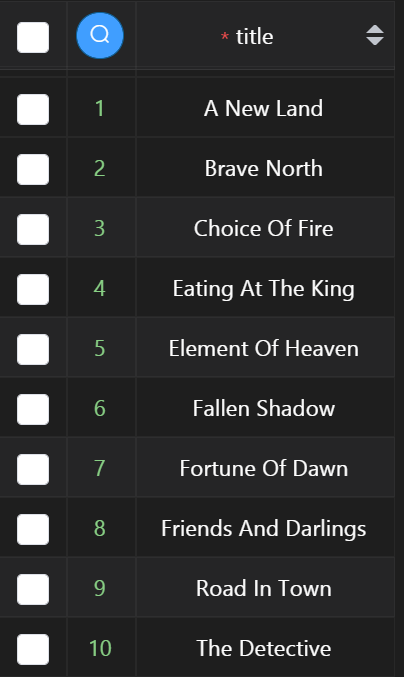 * title
1 A New Land
2 Brave North
3 Choice Of Fire
4 Eating At The King
5 Element Of Heaven
6 Fallen Shadow
7 Fortune Of Dawn
8 Friends And Darlings
9 Road In Town
10 The Detective